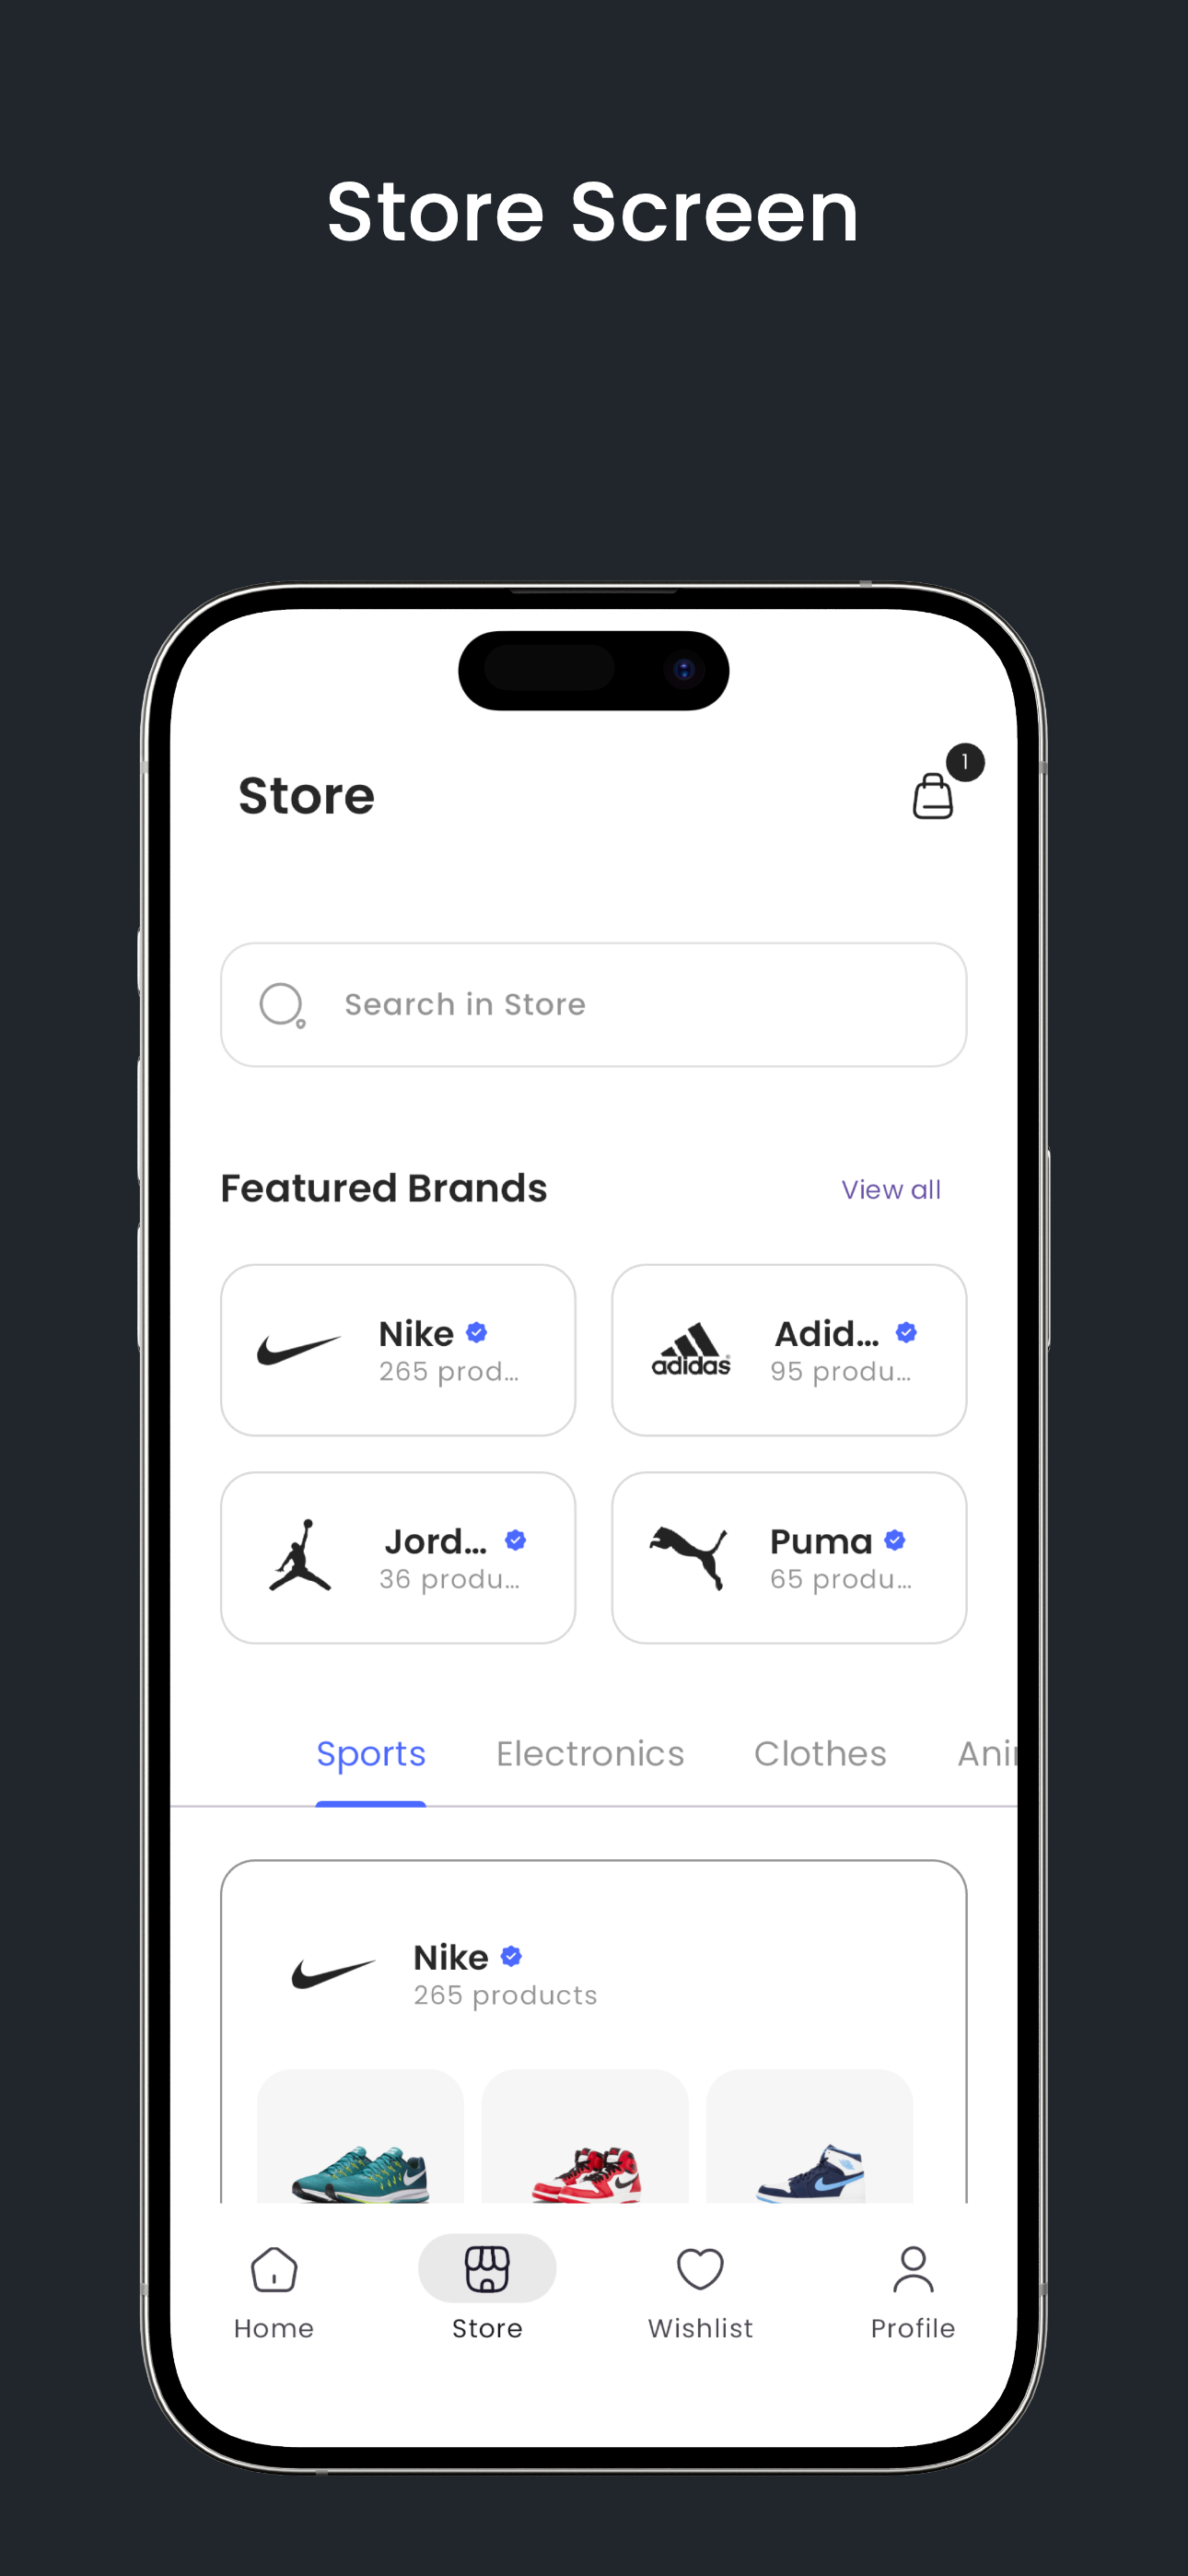 Store Screen
1
Store
Search in Store
Featured Brands
View all
Nike
265 prod...
adidas
Adid...
95 produ...
Jord...
36 produ...
Puma
65 produ...
Sports Electronics Clothes Ani
Nike
265 products
Home Store Wishlist Profile